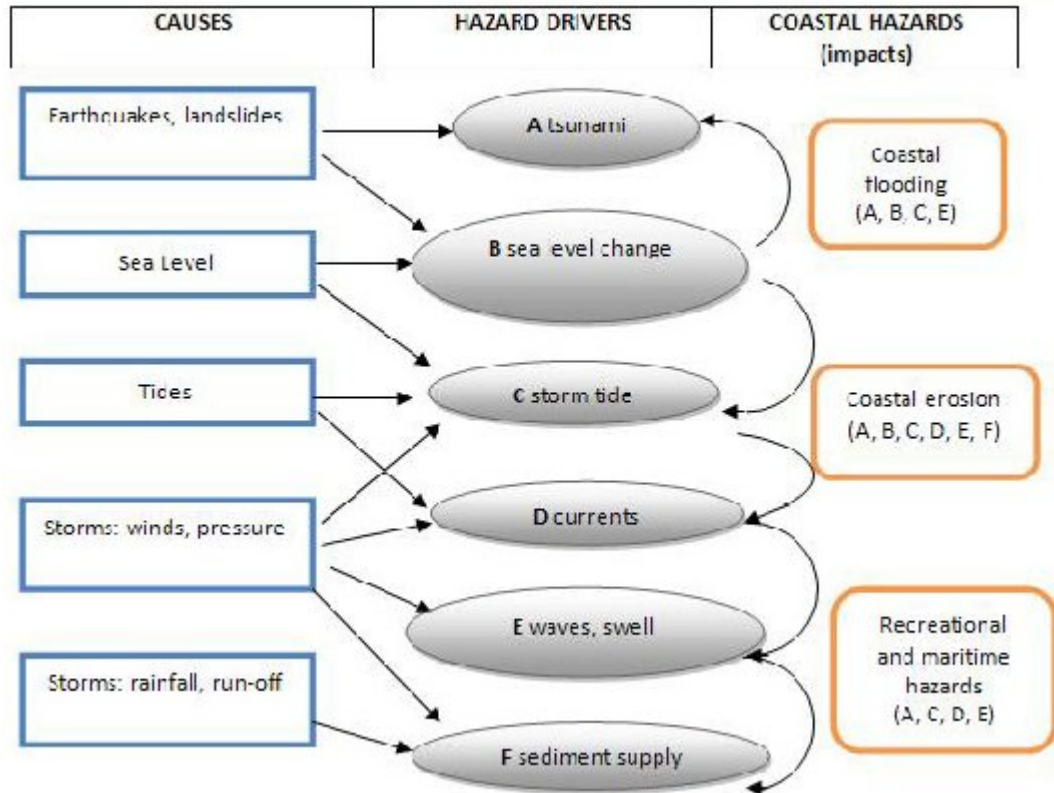 CAUSES
HAZARD DRIVERS
COASTAL HAZARDS
(impacts)
Earthquakes, landslides
A tsunami
Coastal
flooding
(A, B, C, E)
Sea Level
B sea level change
Tides
C storm tide
Coastal erosion
(A, B, C, D, E, F)
Storms: winds, pressure
D currents
E waves, swell
Recreational
and maritime
hazards
(A, C, D, E)
Storms: rainfall, run-off
F sediment supply